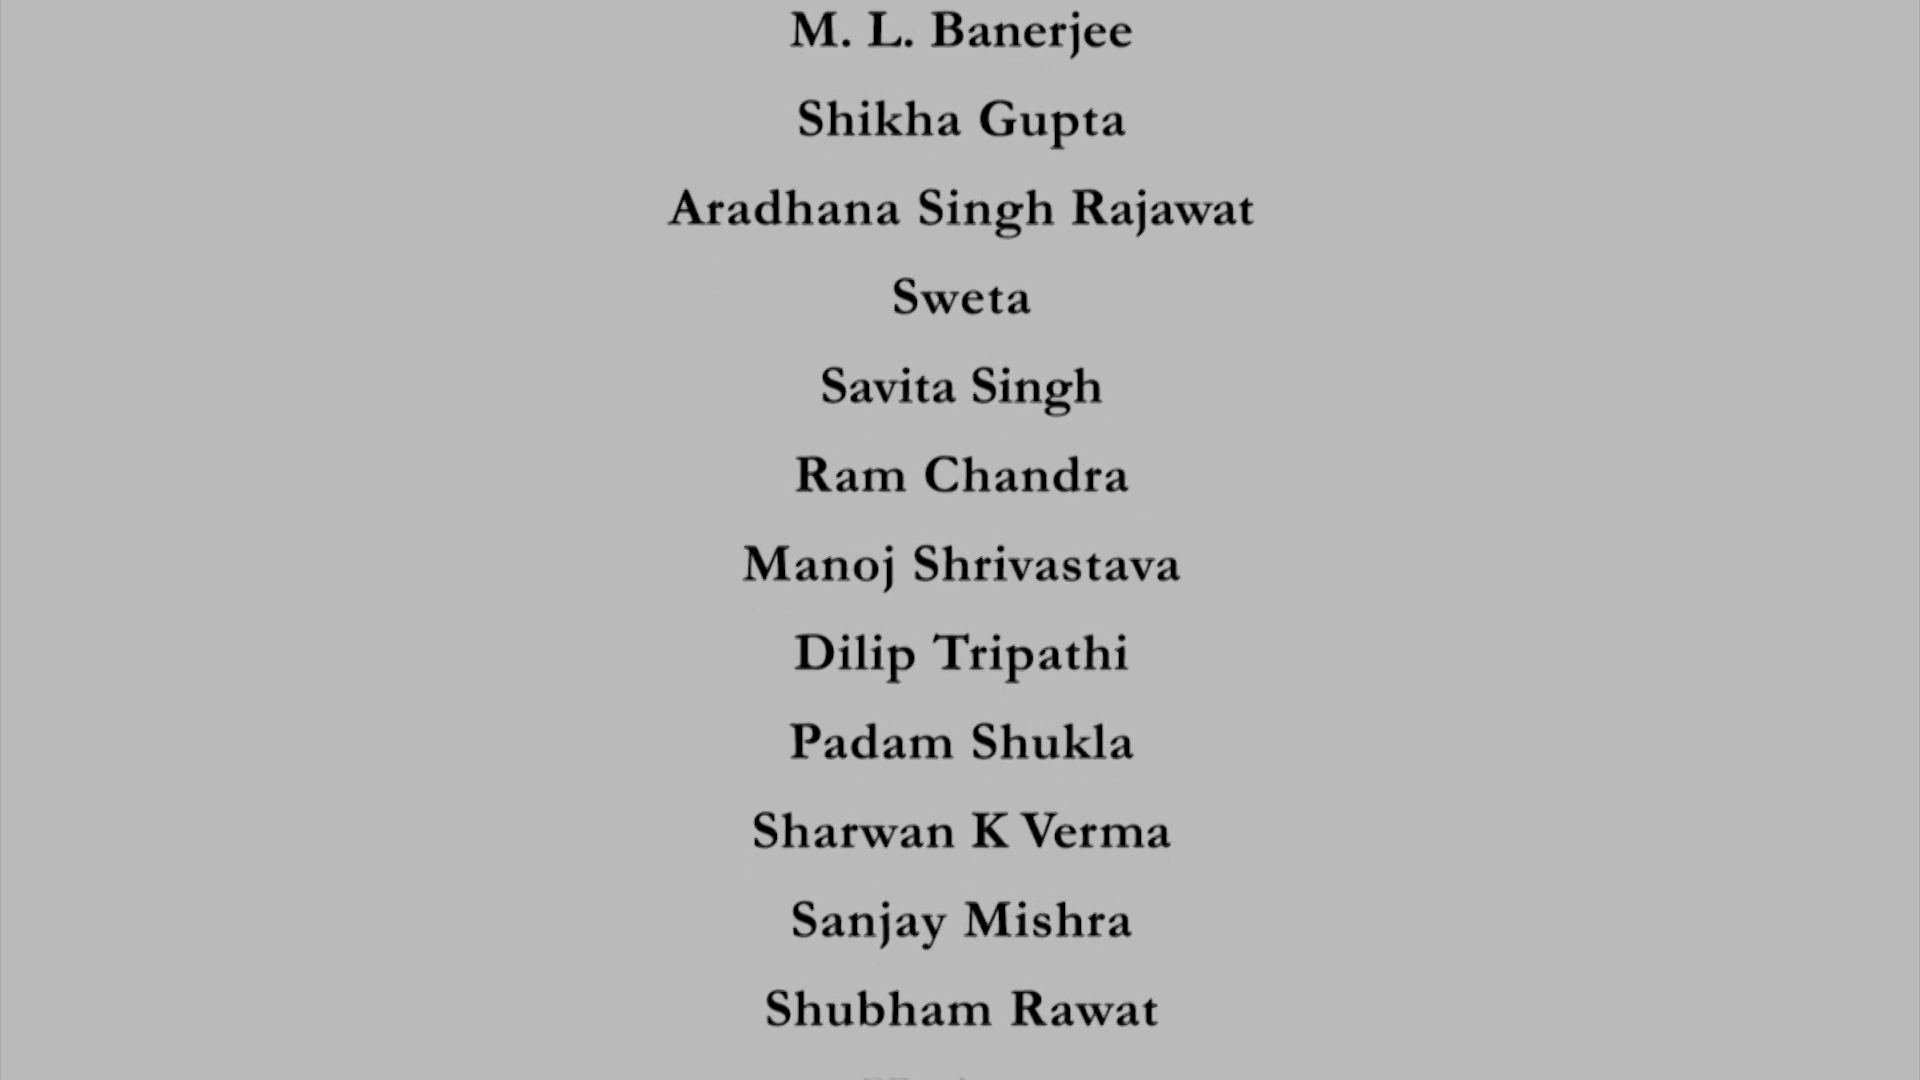 M. L. Banerjee
Shikha Gupta
Aradhana Singh Rajawat
Sweta
Savita Singh
Ram Chandra
Manoj Shrivastava
Dilip Tripathi
Padam Shukla
Sharwan K Verma
Sanjay Mishra
Shubham Rawat